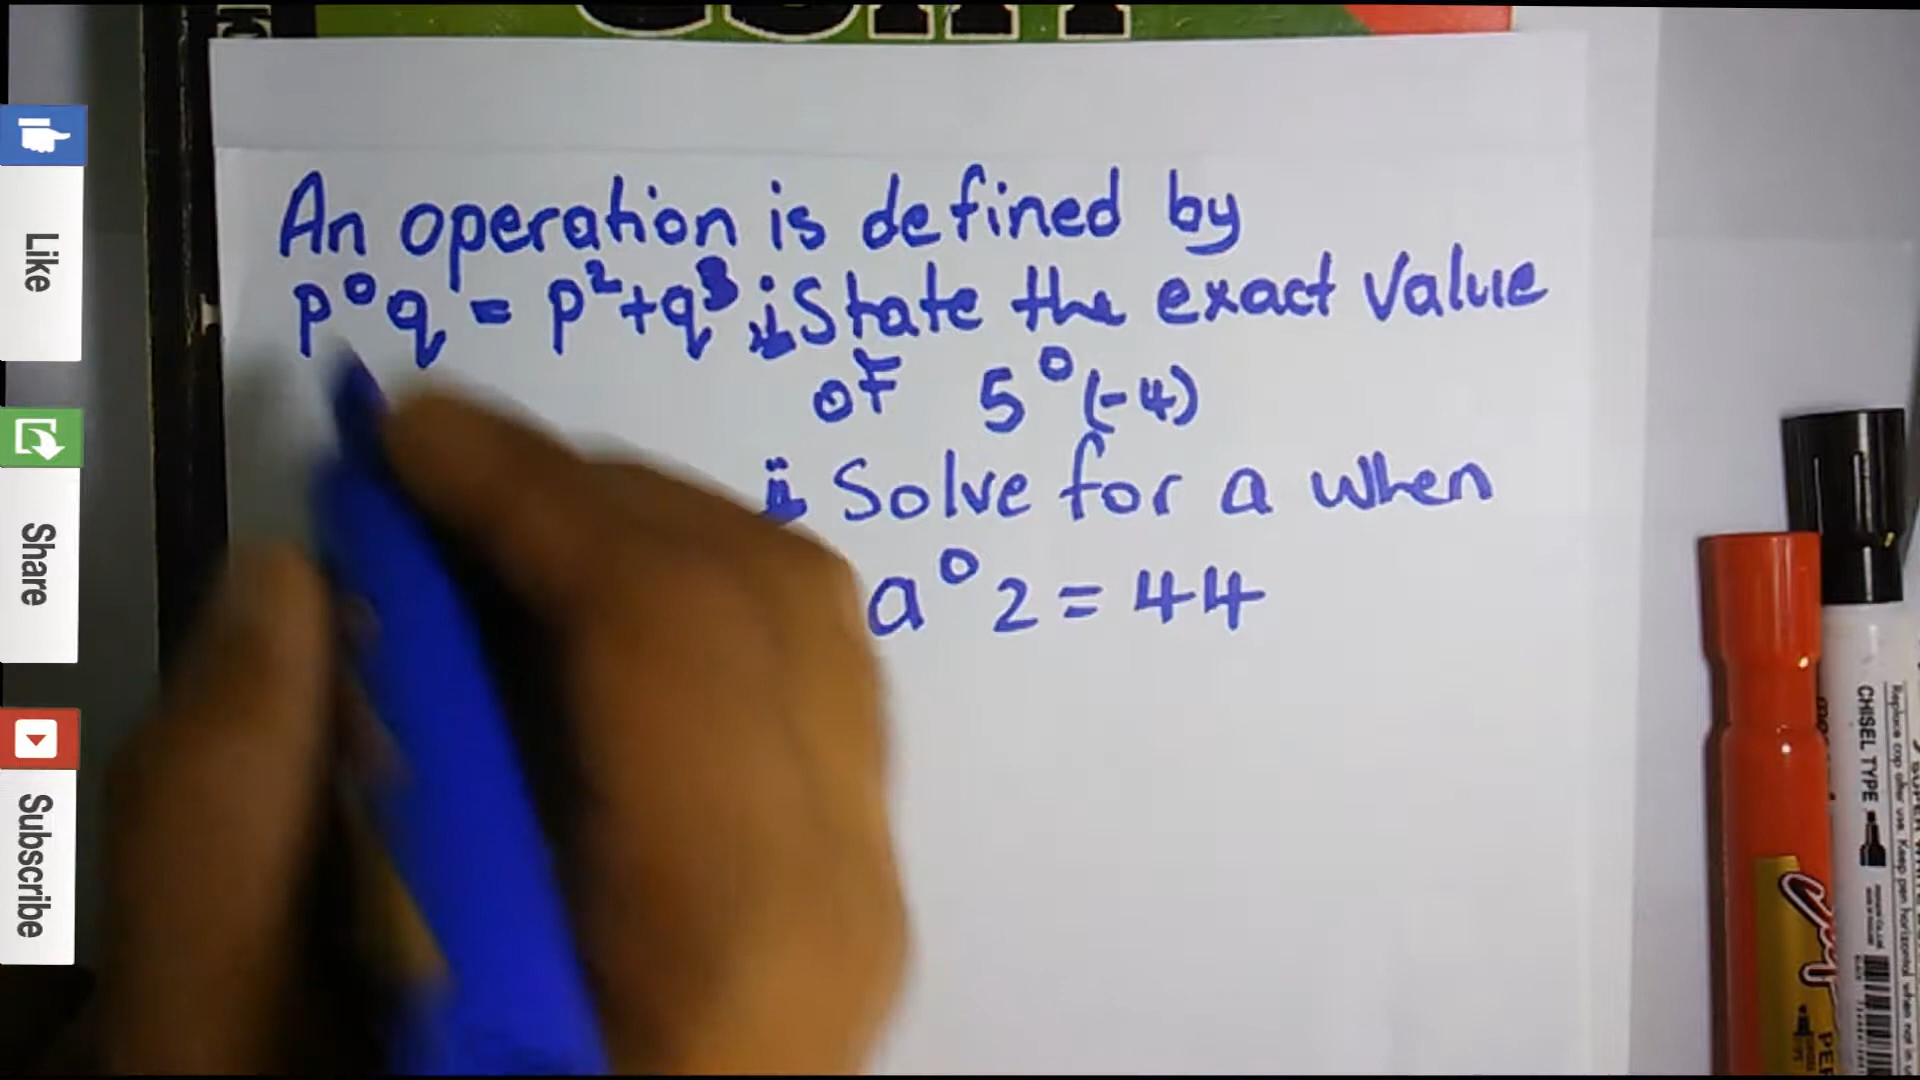 An operation is defined by
p°q = p²+q³ i State the exact value
of 5°(-4)
ii Solve for a when
a°2 = 44
Like
Share
Subscribe
CHISEL TYPE